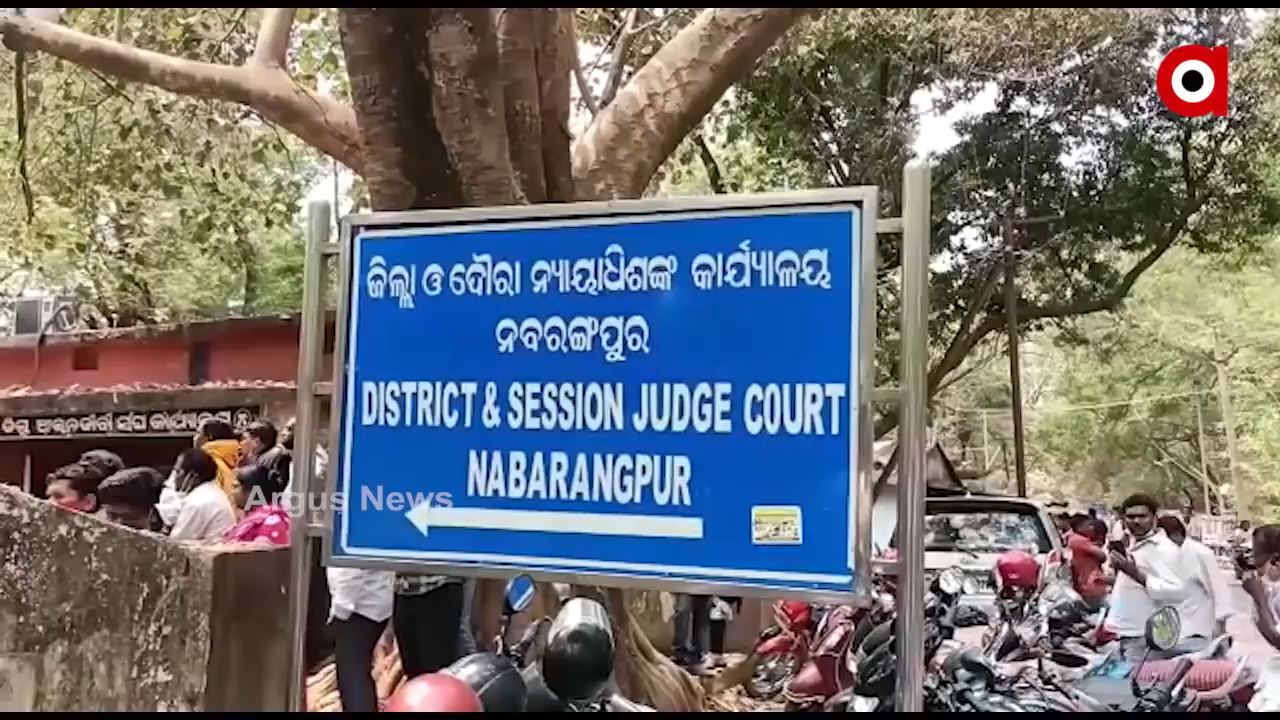 ଜିଲ୍ଲା ଓ ଦୌରା ନ୍ୟାୟାଧିଶଙ୍କ କାର୍ଯ୍ୟାଳୟ
ନବରଙ୍ଗପୁର
DISTRICT & SESSION JUDGE COURT
NABARANGPUR
Argus News